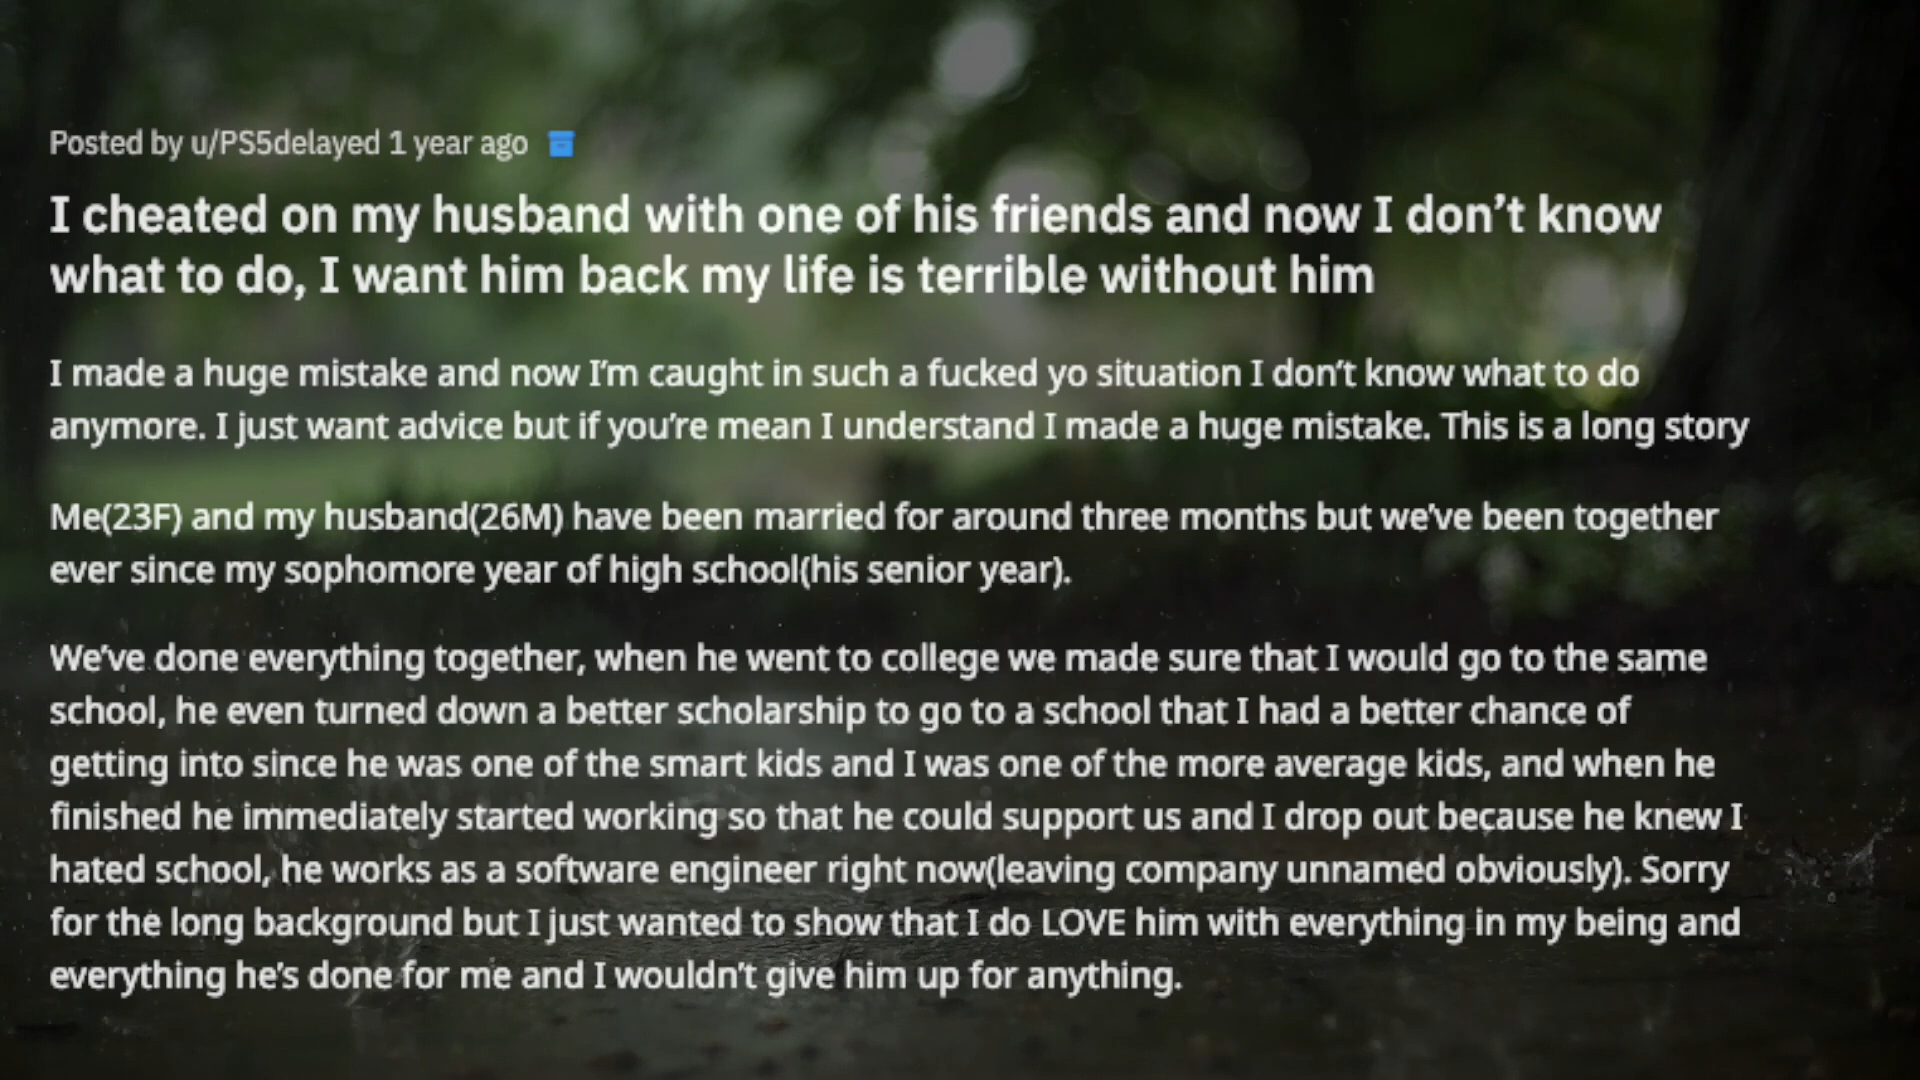 Posted by u/PS5delayed 1 year ago
I cheated on my husband with one of his friends and now I don’t know
what to do, I want him back my life is terrible without him
I made a huge mistake and now I’m caught in such a fucked yo situation I don’t know what to do
anymore. I just want advice but if you’re mean I understand I made a huge mistake. This is a long story
Me(23F) and my husband(26M) have been married for around three months but we’ve been together
ever since my sophomore year of high school(his senior year).
We’ve done everything together, when he went to college we made sure that I would go to the same
school, he even turned down a better scholarship to go to a school that I had a better chance of
getting into since he was one of the smart kids and I was one of the more average kids, and when he
finished he immediately started working so that he could support us and I drop out because he knew I
hated school, he works as a software engineer right now(leaving company unnamed obviously). Sorry
for the long background but I just wanted to show that I do LOVE him with everything in my being and
everything he’s done for me and I wouldn’t give him up for anything.